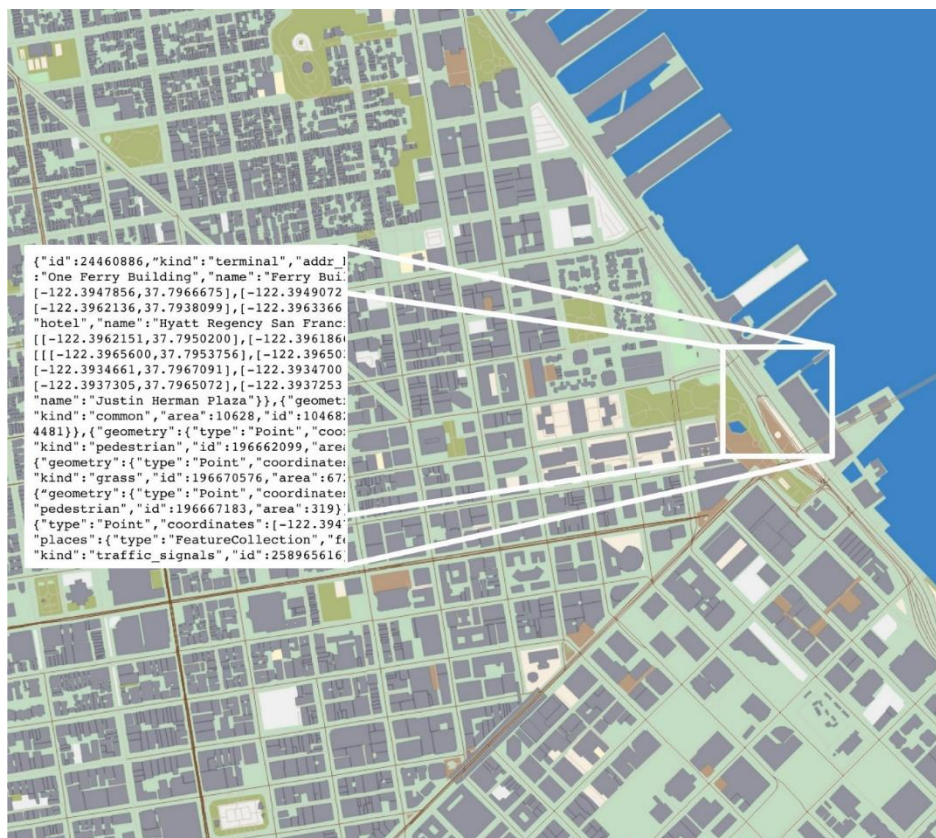 {"id":24460886,"kind":"terminal","addr_
:"One Ferry Building","name":"Ferry Bui
[-122.3947856,37.7966675],[-122.3949072
[-122.3962136,37.7938099],[-122.3963366
"hotel","name":"Hyatt Regency San Franci
[[-122.3962151,37.7950200],[-122.396186
[[[-122.3965600,37.7953756],[-122.39650
[-122.3934661,37.7967091],[-122.3934700
[-122.3937305,37.7965072],[-122.3937253
"name":"Justin Herman Plaza"}},{"geomet
"kind":"common","area":10628,"id":10468
4481}},{"geometry":{"type":"Point","coo
"kind":"pedestrian","id":196662099,"are
{"geometry":{"type":"Point","coordinate
"kind":"grass","id":196670576,"area":67
{“geometry":{"type":"Point","coordinate
pedestrian","id":196667183,"area":319}
{"type":"Point","coordinates":[-122.394
places":{"type":"FeatureCollection","fe
"kind":"traffic_signals","id":258965616